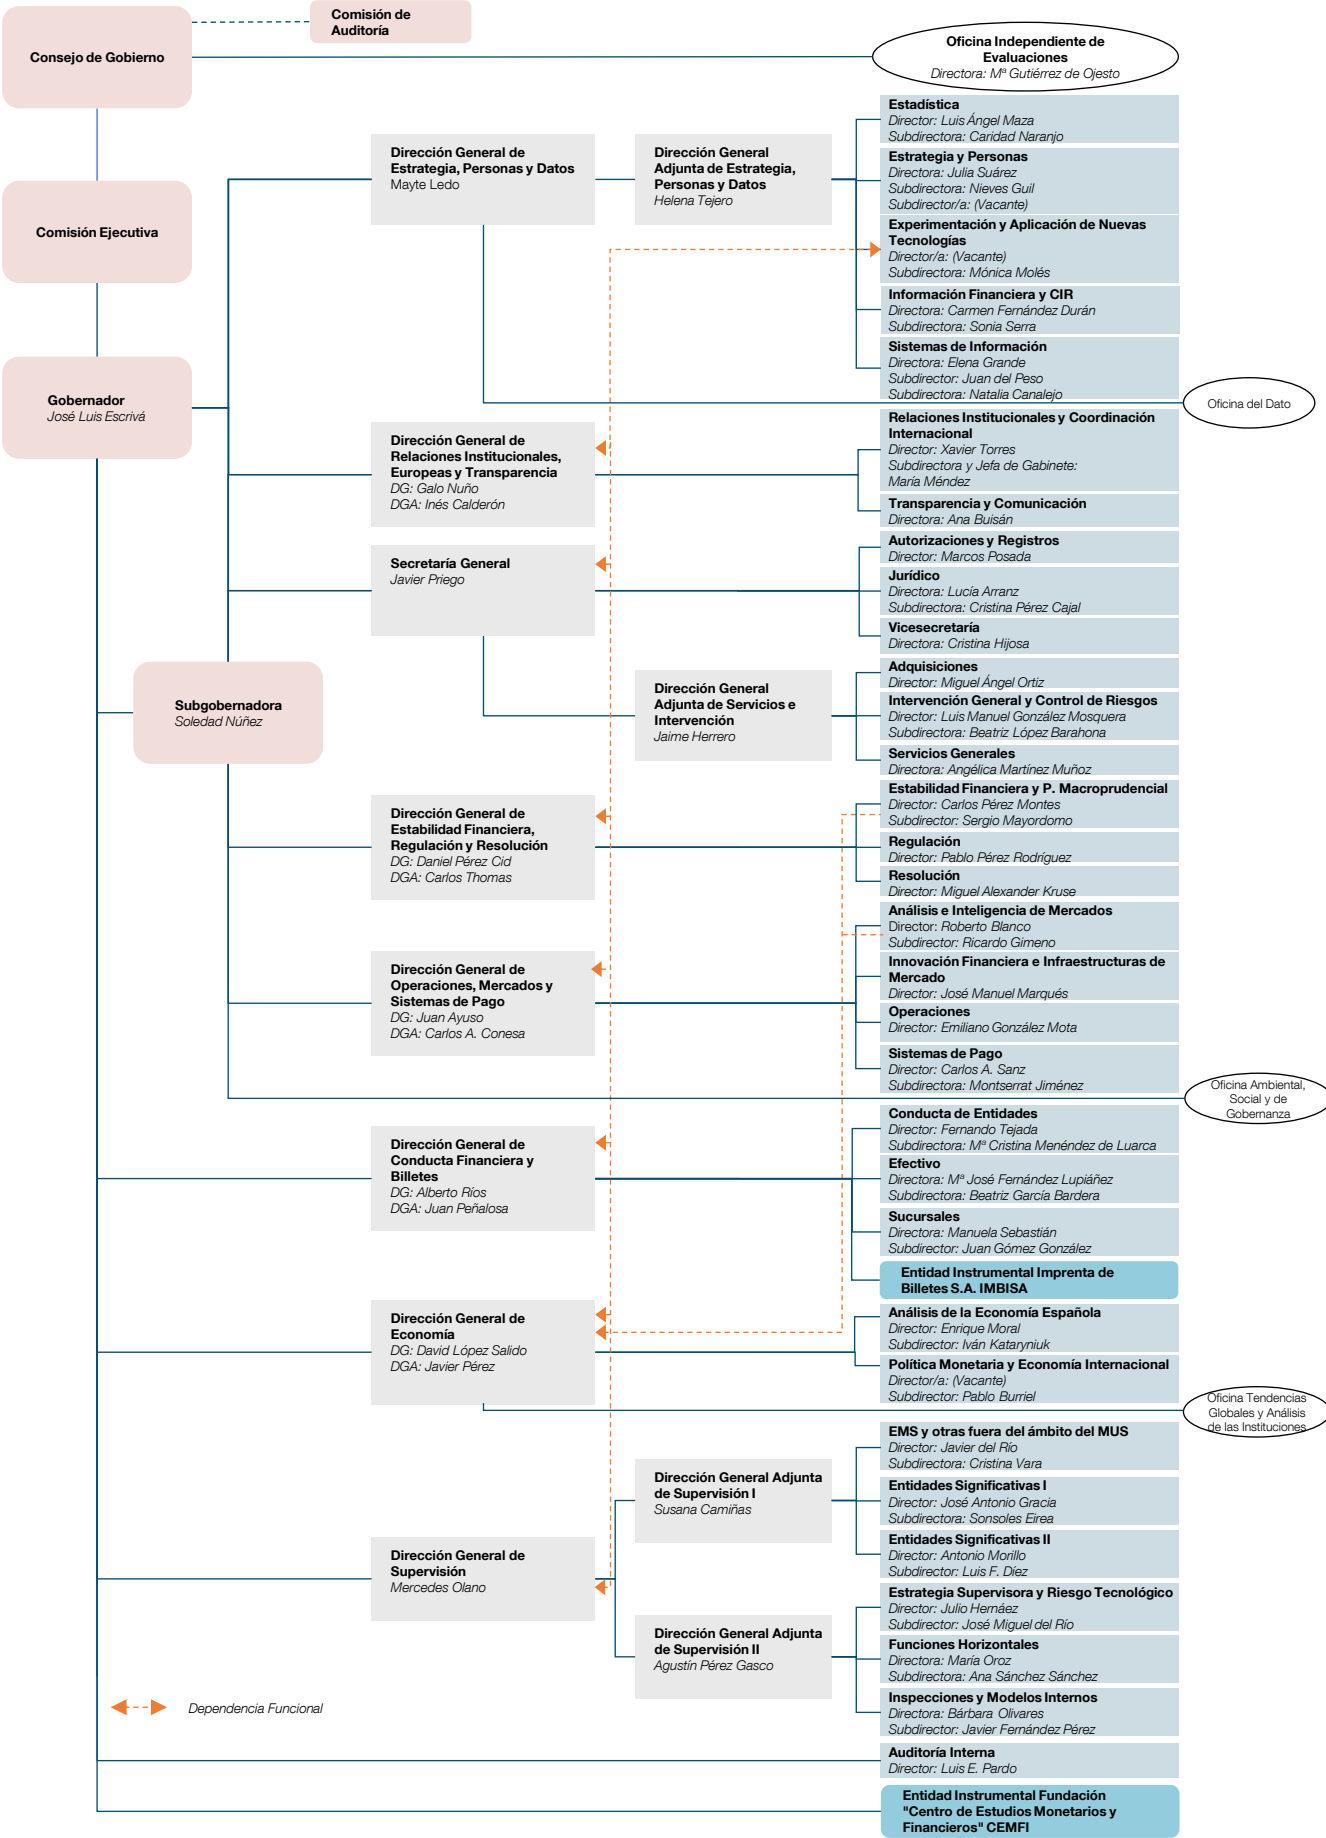 Consejo de Gobierno
Comisión de
Auditoría
Oficina Independiente de
Evaluaciones
Directora: Mª Gutiérrez de Ojesto
Comisión Ejecutiva
Gobernador
José Luis Escrivá
Subgobernadora
Soledad Núñez
Dirección General de
Estrategia, Personas y Datos
Mayte Ledo
Dirección General
Adjunta de Estrategia,
Personas y Datos
Helena Tejero
Estadística
Director: Luis Ángel Maza
Subdirectora: Caridad Naranjo
Estrategia y Personas
Directora: Julia Suárez
Subdirectora: Nieves Guil
Subdirector/a: (Vacante)
Experimentación y Aplicación de Nuevas
Tecnologías
Director/a: (Vacante)
Subdirectora: Mónica Molés
Información Financiera y CIR
Directora: Carmen Fernández Durán
Subdirectora: Sonia Serra
Sistemas de Información
Directora: Elena Grande
Subdirector: Juan del Peso
Subdirectora: Natalia Canalejo
Oficina del Dato
Dirección General de
Relaciones Institucionales,
Europeas y Transparencia
DG: Galo Nuño
DGA: Inés Calderón
Relaciones Institucionales y Coordinación
Internacional
Director: Xavier Torres
Subdirectora y Jefa de Gabinete:
María Méndez
Transparencia y Comunicación
Directora: Ana Buisán
Secretaría General
Javier Priego
Autorizaciones y Registros
Director: Marcos Posada
Jurídico
Directora: Lucía Arranz
Subdirectora: Cristina Pérez Cajal
Vicesecretaría
Directora: Cristina Hijosa
Dirección General
Adjunta de Servicios e
Intervención
Jaime Herrero
Adquisiciones
Director: Miguel Ángel Ortiz
Intervención General y Control de Riesgos
Director: Luis Manuel González Mosquera
Subdirectora: Beatriz López Barahona
Servicios Generales
Directora: Angélica Martínez Muñoz
Dirección General de
Estabilidad Financiera,
Regulación y Resolución
DG: Daniel Pérez Cid
DGA: Carlos Thomas
Estabilidad Financiera y P. Macroprudencial
Director: Carlos Pérez Montes
Subdirector: Sergio Mayordomo
Regulación
Director: Pablo Pérez Rodríguez
Resolución
Director: Miguel Alexander Kruse
Dirección General de
Operaciones, Mercados y
Sistemas de Pago
DG: Juan Ayuso
DGA: Carlos A. Conesa
Análisis e Inteligencia de Mercados
Director: Roberto Blanco
Subdirector: Ricardo Gimeno
Innovación Financiera e Infraestructuras de
Mercado
Director: José Manuel Marqués
Operaciones
Director: Emiliano González Mota
Sistemas de Pago
Director: Carlos A. Sanz
Subdirectora: Montserrat Jiménez
Oficina Ambiental,
Social y de
Gobernanza
Dirección General de
Conducta Financiera y
Billetes
DG: Alberto Ríos
DGA: Juan Peñalosa
Conducta de Entidades
Director: Fernando Tejada
Subdirectora: Mª Cristina Menéndez de Luarca
Efectivo
Directora: Mª José Fernández Lupiáñez
Subdirectora: Beatriz García Bardera
Sucursales
Directora: Manuela Sebastián
Subdirector: Juan Gómez González
Entidad Instrumental Imprenta de
Billetes S.A. IMBISA
Dirección General de
Economía
DG: David López Salido
DGA: Javier Pérez
Análisis de la Economía Española
Director: Enrique Moral
Subdirector: Iván Kataryniuk
Política Monetaria y Economía Internacional
Director/a: (Vacante)
Subdirector: Pablo Burriel
Oficina Tendencias
Globales y Análisis
de las Instituciones
Dirección General de
Supervisión
Mercedes Olano
Dirección General Adjunta
de Supervisión I
Susana Camiñas
EMS y otras fuera del ámbito del MUS
Director: Javier del Río
Subdirectora: Cristina Vara
Entidades Significativas I
Director: José Antonio Gracia
Subdirectora: Sonsoles Eirea
Entidades Significativas II
Director: Antonio Morillo
Subdirector: Luis F. Díez
Dirección General Adjunta
de Supervisión II
Agustín Pérez Gasco
Estrategia Supervisora y Riesgo Tecnológico
Director: Julio Hernáez
Subdirector: José Miguel del Río
Funciones Horizontales
Directora: María Oroz
Subdirectora: Ana Sánchez Sánchez
Inspecciones y Modelos Internos
Directora: Bárbara Olivares
Subdirector: Javier Fernández Pérez
Dependencia Funcional
Auditoría Interna
Director: Luis E. Pardo
Entidad Instrumental Fundación
"Centro de Estudios Monetarios y
Financieros" CEMFI